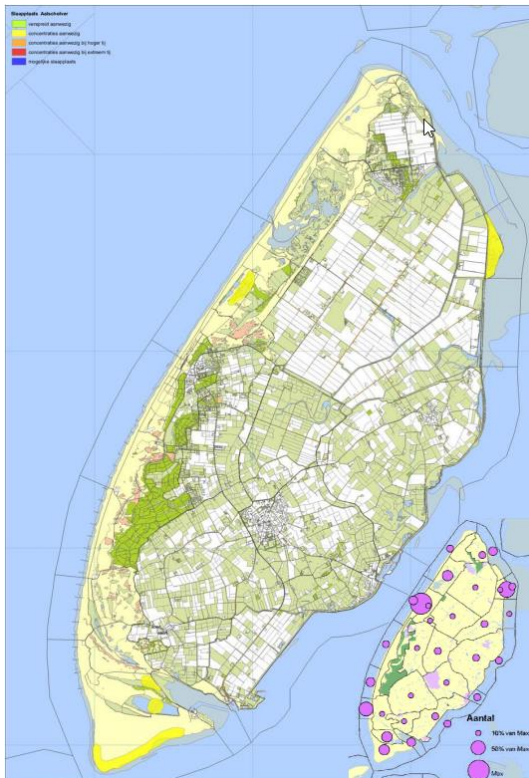 Slaapplaats Aalscholver
verspreid aanwezig
concentraties aanwezig
concentraties aanwezig bij hoger tij
concentraties aanwezig bij extreem tij
mogelijke slaapplaats
Aantal
10% van Max
50% van Max
Max